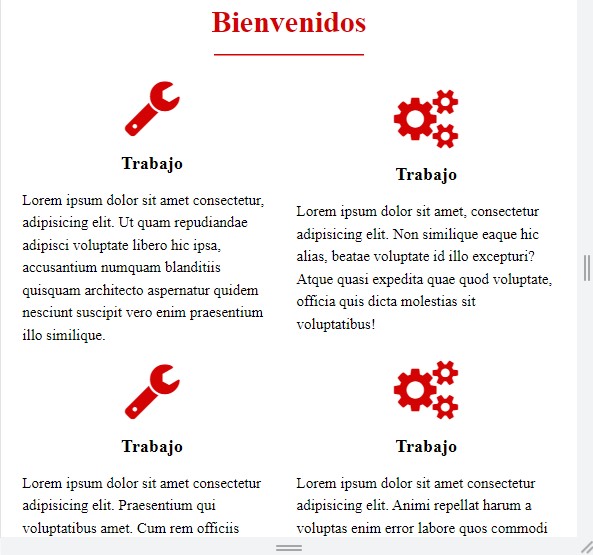 Bienvenidos
Trabajo
Lorem ipsum dolor sit amet consectetur,
adipisicing elit. Ut quam repudiandae
adipisci voluptate libero hic ipsa,
accusantium numquam blanditiis
quisquam architecto aspernatur quidem
nesciunt suscipit vero enim praesentium
illo similique.
Trabajo
Lorem ipsum dolor sit amet, consectetur
adipisicing elit. Non similique eaque hic
alias, beatae voluptate id illo excepturi?
Atque quasi expedita quae quod voluptate,
officia quis dicta molestias sit
voluptatibus!
Trabajo
Lorem ipsum dolor sit amet consectetur
adipisicing elit. Praesentium qui
voluptatibus amet. Cum rem officiis
Trabajo
Lorem ipsum dolor sit amet consectetur
adipisicing elit. Animi repellat harum a
voluptas enim error labore quos commodi